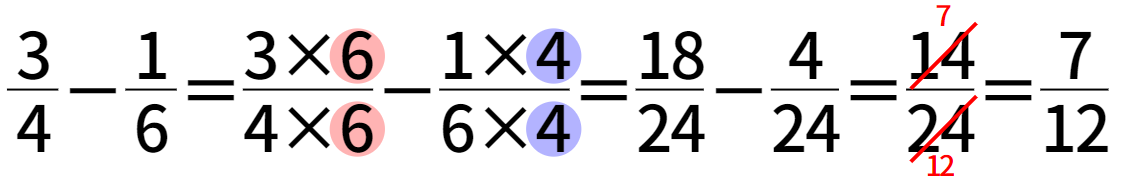 3/4 − 1/6 = 3×6/4×6 − 1×4/6×4 = 18/24 − 4/24 = 14/24 = 7/12
7
12